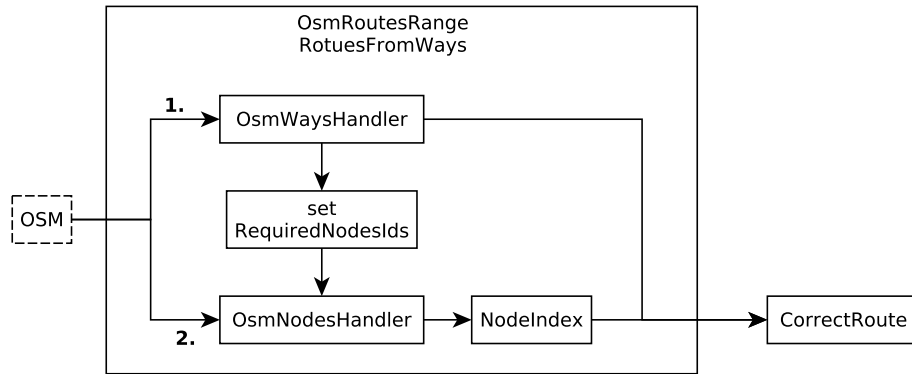 OsmRoutesRange
RotuesFromWays
1.
OsmWaysHandler
set
RequiredNodesIds
OSM
OsmNodesHandler
NodeIndex
CorrectRoute
2.